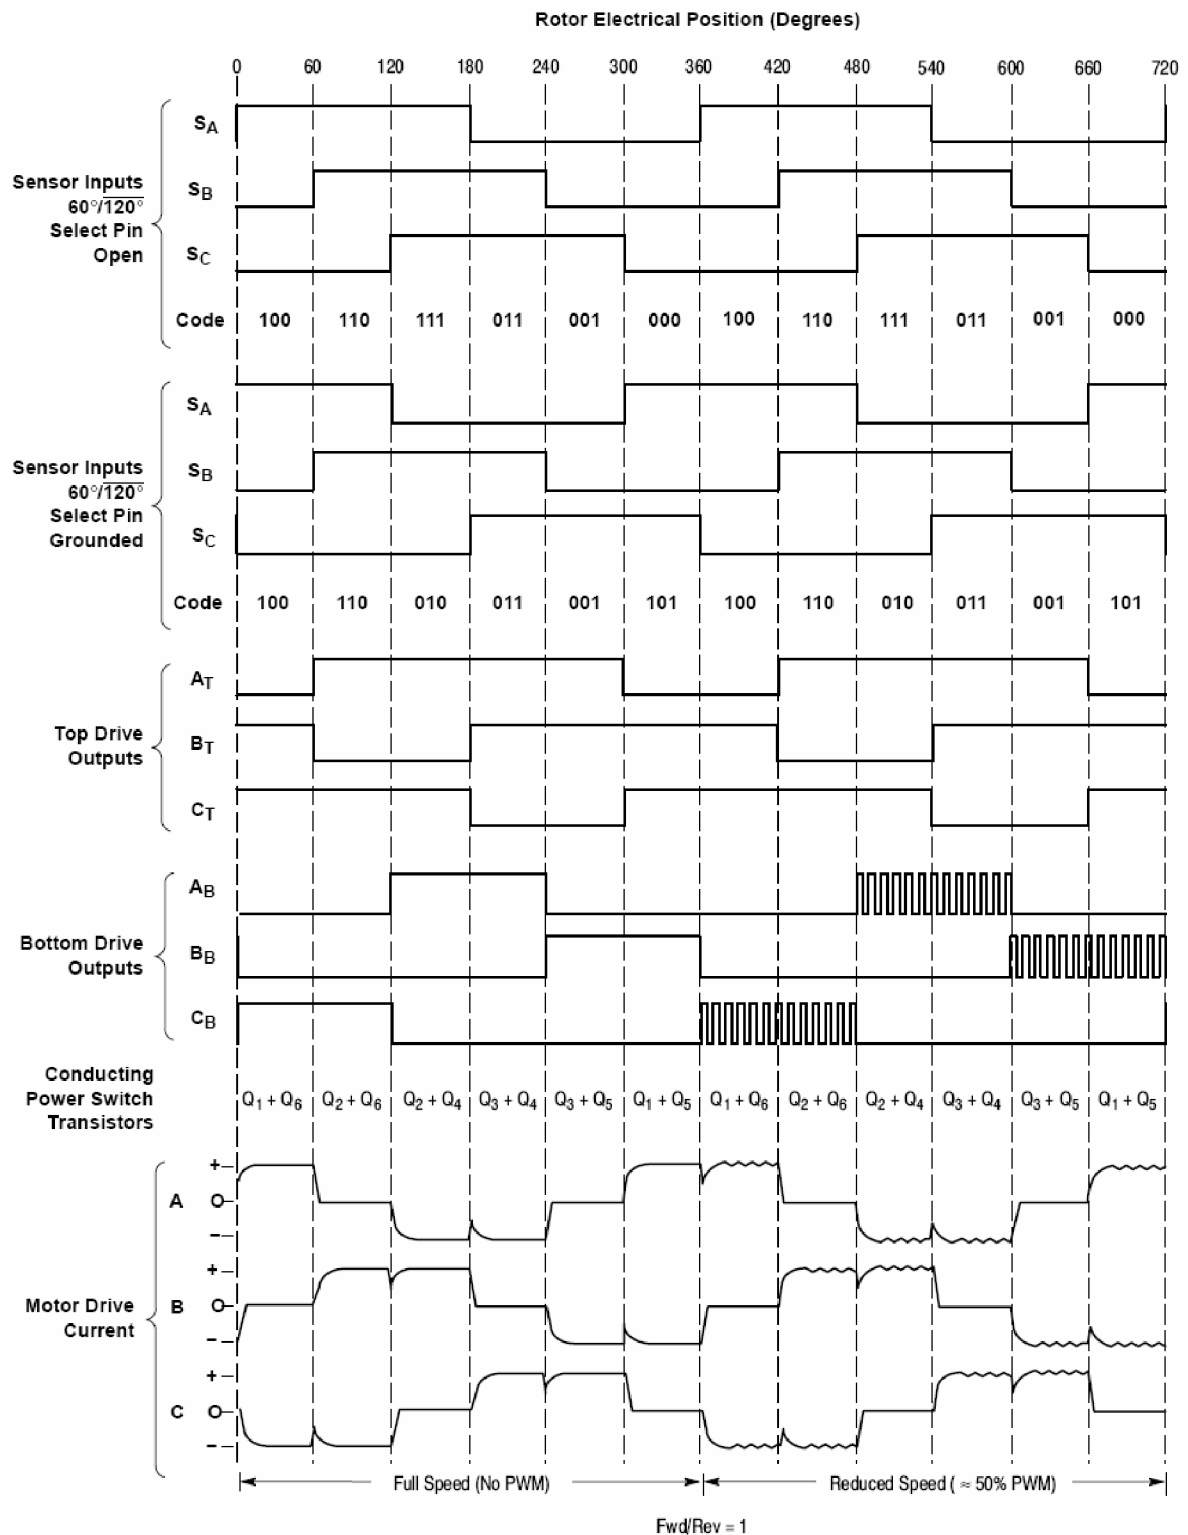 Rotor Electrical Position (Degrees)
0 60 120 180 240 300 360 420 480 540 600 660 720
SA
Sensor Inputs
60°/120°
Select Pin
Open
SB
SC
Code 100 110 111 011 001 000 100 110 111 011 001 000
SA
Sensor Inputs
60°/120°
Select Pin
Grounded
SB
SC
Code 100 110 010 011 001 101 100 110 010 011 001 101
AT
Top Drive
Outputs
BT
CT
AB
Bottom Drive
Outputs
BB
CB
Conducting
Power Switch
Transistors
Q1 + Q6 Q2 + Q6 Q2 + Q4 Q3 + Q4 Q3 + Q5 Q1 + Q5 Q1 + Q6 Q2 + Q6 Q2 + Q4 Q3 + Q4 Q3 + Q5 Q1 + Q5
+
A O
–
+
Motor Drive
Current
B O
–
+
C O
–
Full Speed (No PWM) Reduced Speed ( ≈ 50% PWM)
Fwd/Rev = 1